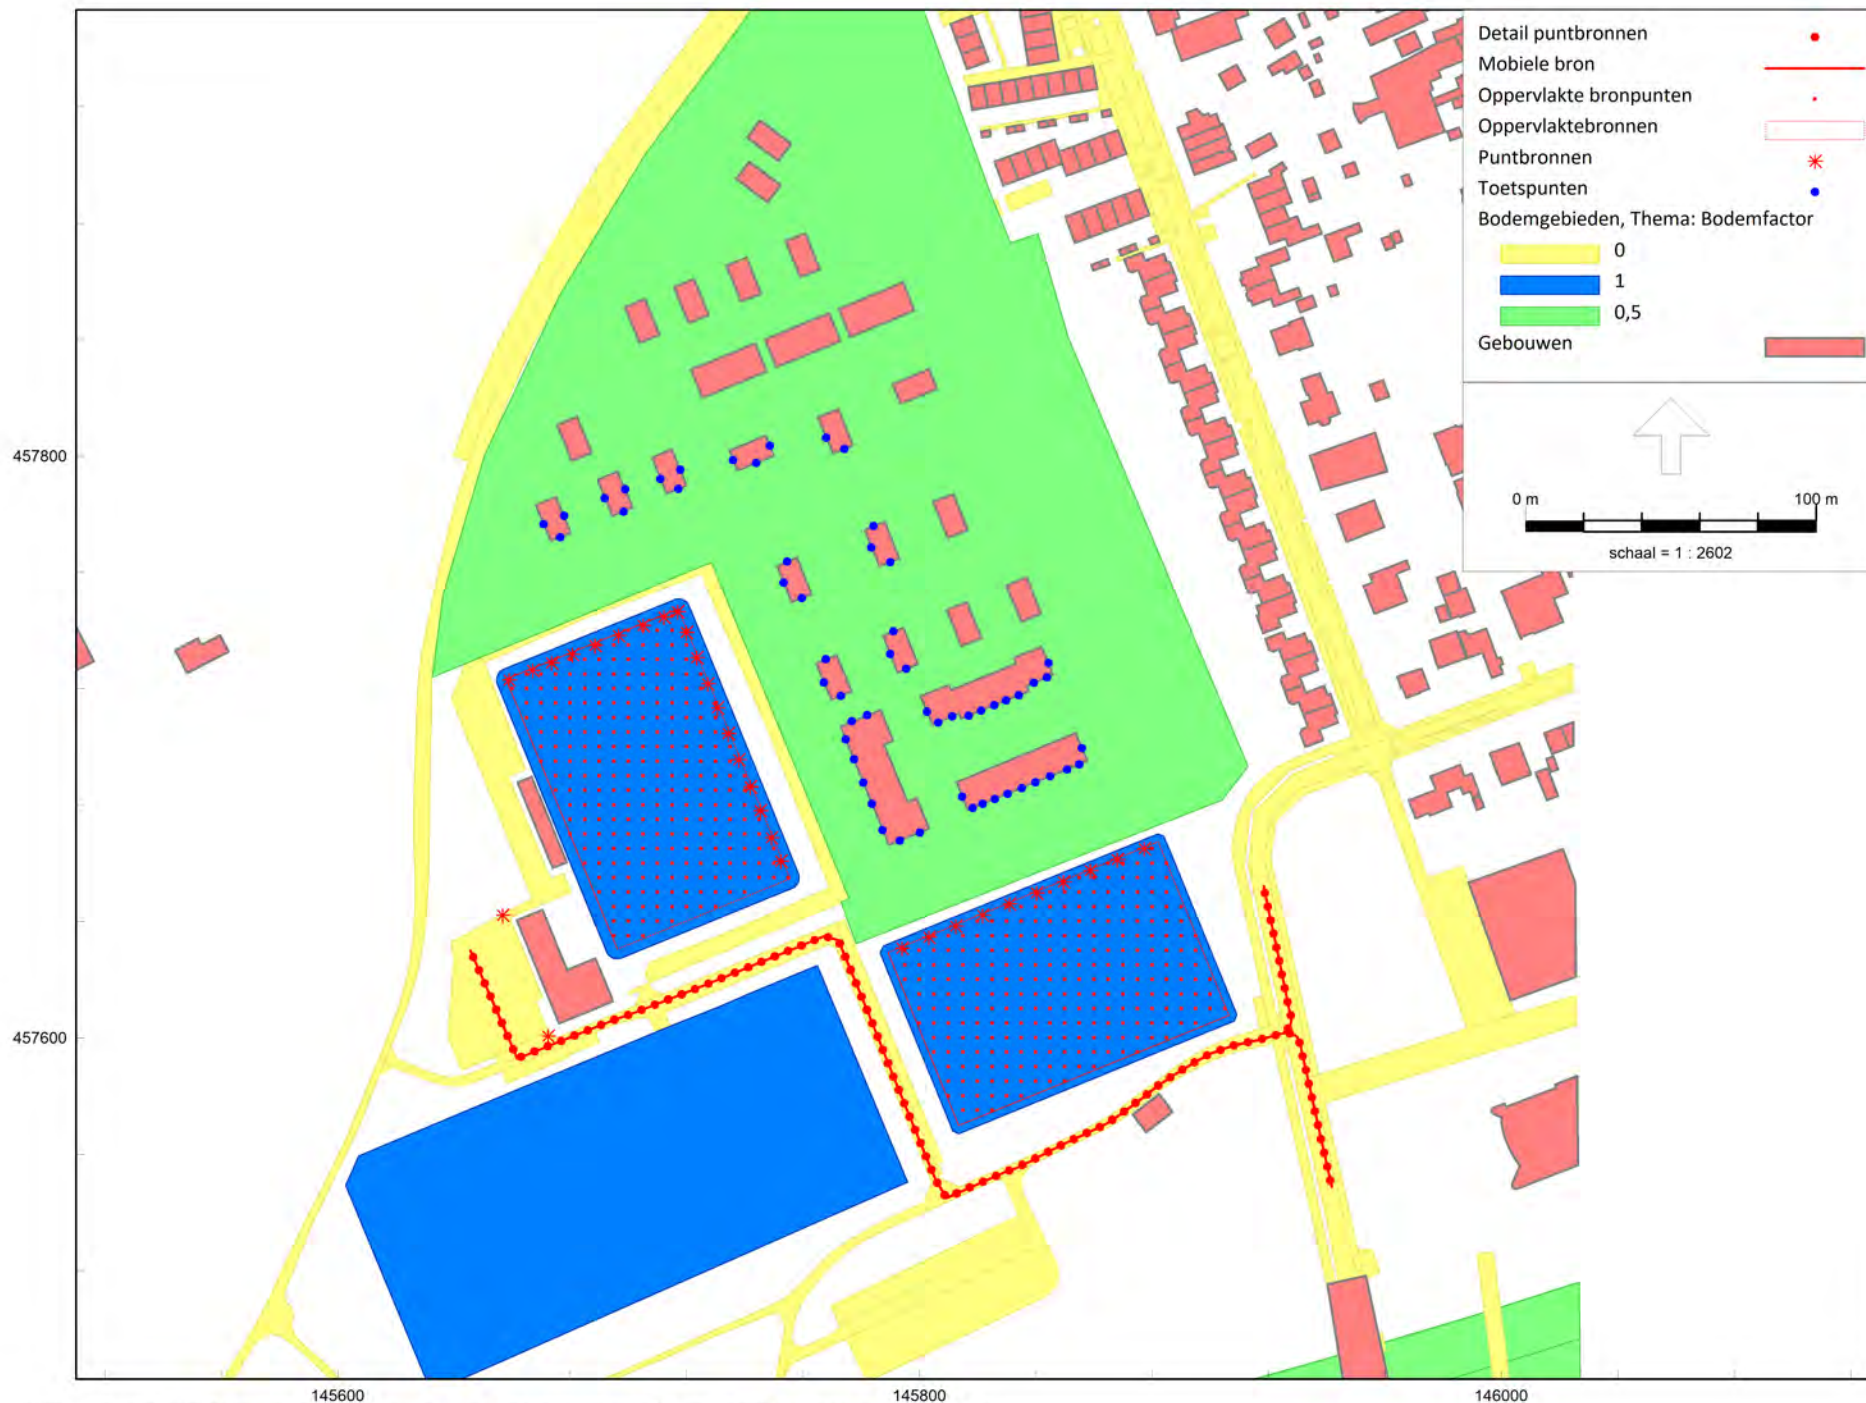 Detail puntbronnen
Mobiele bron
Oppervlakte bronpunten
Oppervlaktebronnen
Puntbronnen
Toetspunten
Bodemgebieden, Thema: Bodemfactor
0
1
0,5
Gebouwen
0 m 100 m
schaal = 1 : 2602
457800
457600
145600 145800 146000